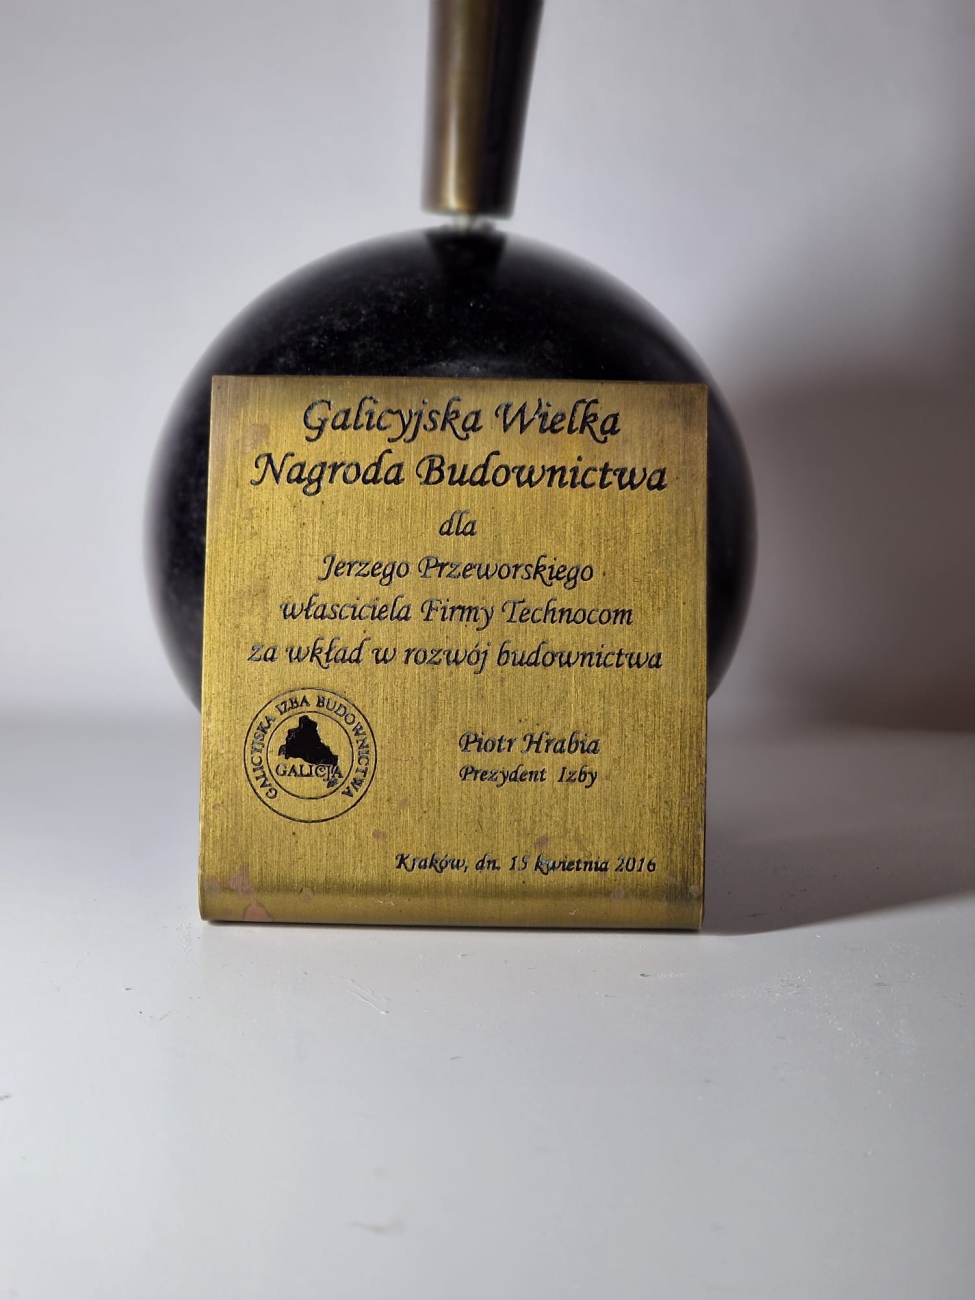 Galicyjska Wielka
Nagroda Budownictwa
dla
Jerzego Przeworskiego
własciciela Firmy Technocom
za wkład w rozwój budownictwa
GALICYJSKA IZBA BUDOWNICTWA
GALICJA
Piotr Hrabia
Prezydent Izby
Kraków, dn. 15 kwietnia 2016